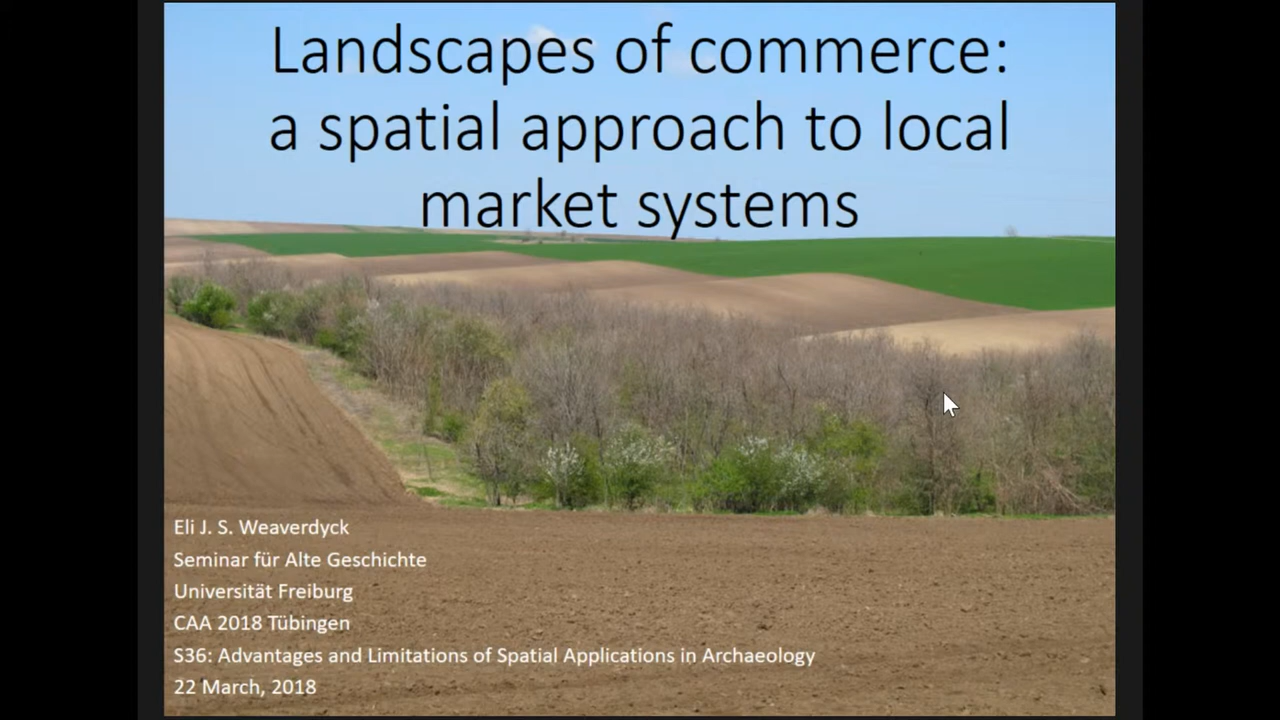 Landscapes of commerce:
a spatial approach to local
market systems
Eli J. S. Weaverdyck
Seminar für Alte Geschichte
Universität Freiburg
CAA 2018 Tübingen
S36: Advantages and Limitations of Spatial Applications in Archaeology
22 March, 2018